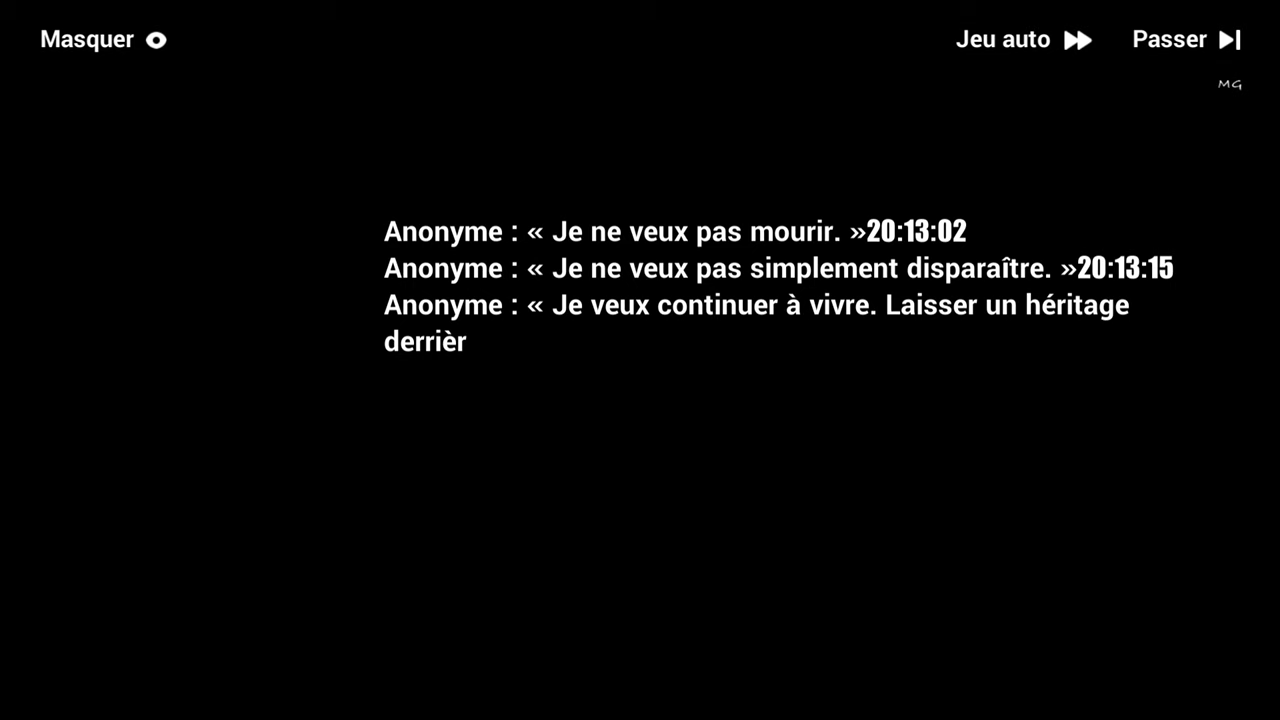 Masquer
Jeu auto
Passer
MG
Anonyme : « Je ne veux pas mourir. »20:13:02
Anonyme : « Je ne veux pas simplement disparaître. »20:13:15
Anonyme : « Je veux continuer à vivre. Laisser un héritage
derrièr